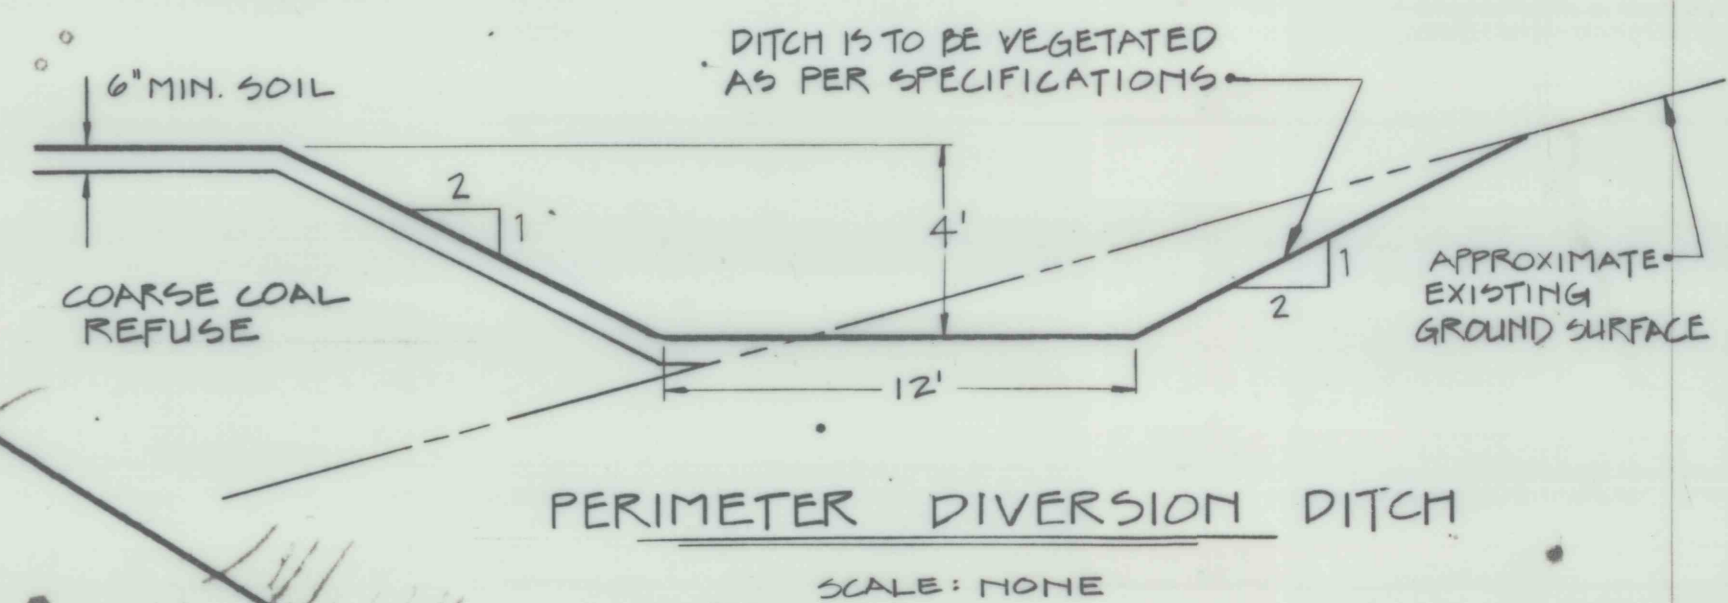 DITCH IS TO BE VEGETATED
AS PER SPECIFICATIONS
6" MIN. SOIL
2
1
4'
COARSE COAL
REFUSE
1
2
APPROXIMATE
EXISTING
GROUND SURFACE
12'
PERIMETER DIVERSION DITCH
SCALE: NONE